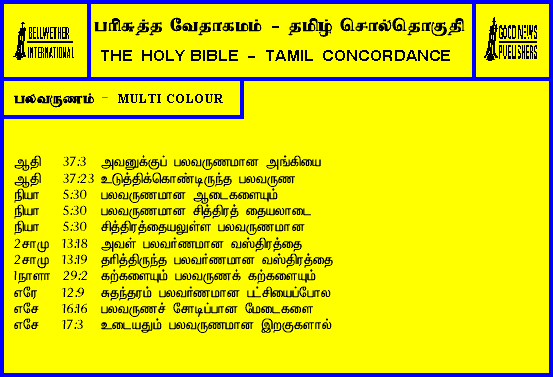 BELLWETHER
INTERNATIONAL
பரிசுத்த வேதாகமம் - தமிழ் சொல்தொகுதி
THE HOLY BIBLE - TAMIL CONCORDANCE
GOOD NEWS
PUBLISHERS
பலவருணம் - MULTI COLOUR
ஆதி 37:3 அவனுக்குப் பலவருணமான அங்கியை
ஆதி 37:23 உடுத்திக்கொண்டிருந்த பலவருண
நியா 5:30 பலவருணமான ஆடைகளையும்
நியா 5:30 பலவருணமான சித்திரத் தையலாடை
நியா 5:30 சித்திரத்தையலுள்ள பலவருணமான
2சாமு 13:18 அவள் பலவர்ணமான வஸ்திரத்தை
2சாமு 13:19 தரித்திருந்த பலவர்ணமான வஸ்திரத்தை
1நாளா 29:2 கற்களையும் பலவருணக் கற்களையும்
எரே 12:9 சுதந்தரம் பலவர்ணமான பட்சியைப்போல
எசே 16:16 பலவருணச் சோடிப்பான மேடைகளை
எசே 17:3 உடையதும் பலவருணமான இறகுகளால்